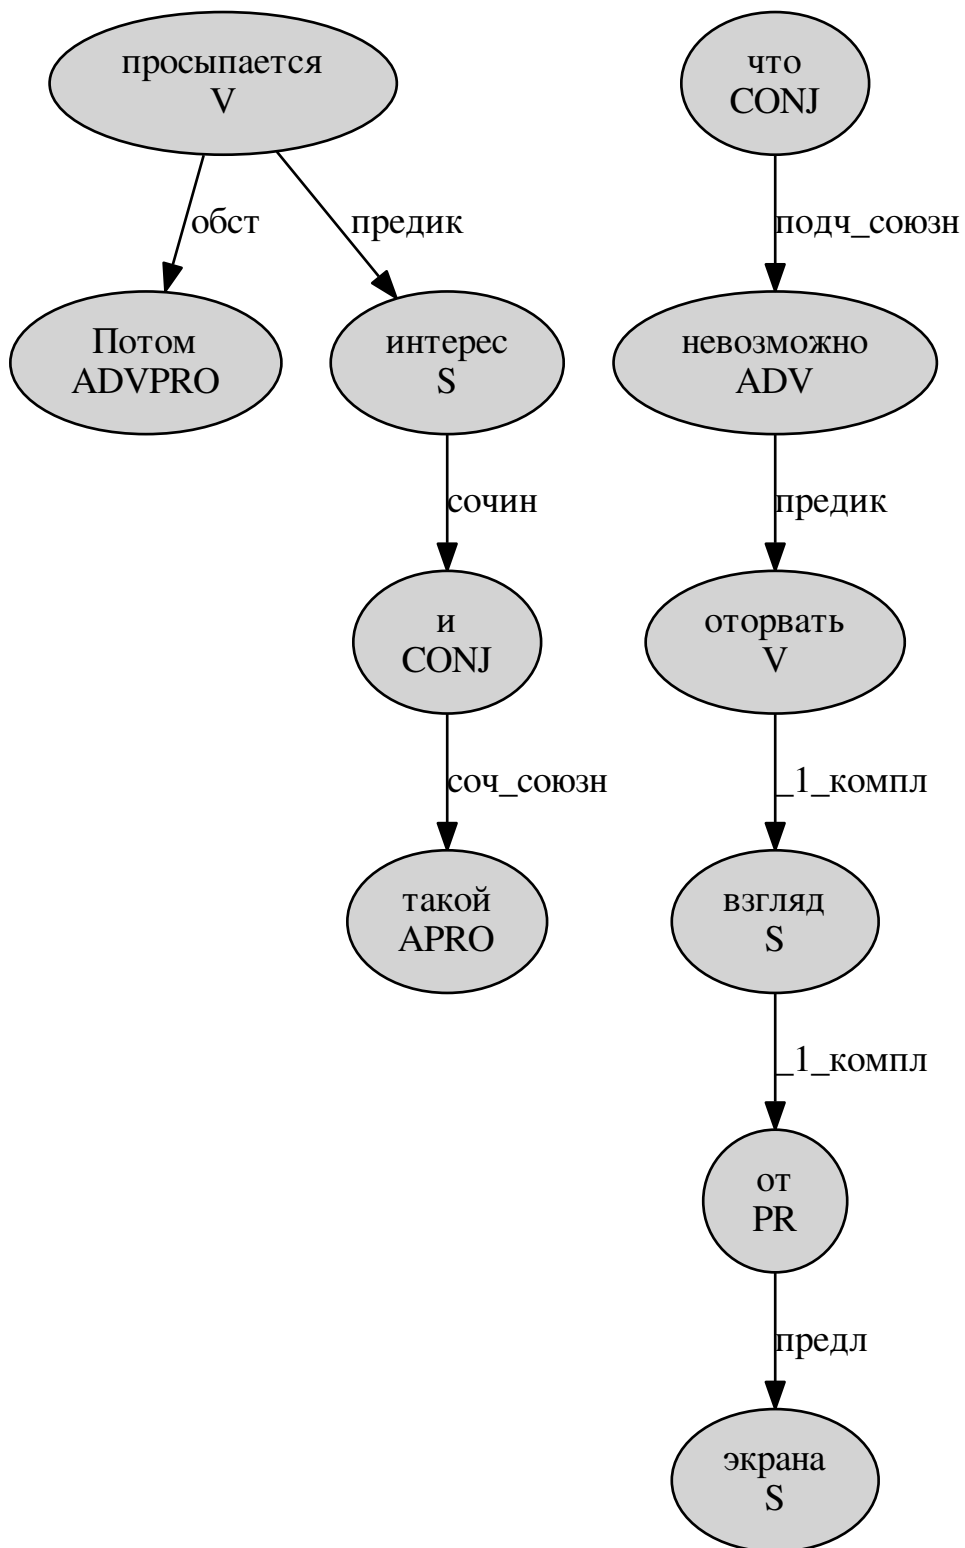 просыпается
V
что
CONJ
обст
предик
подч_союзн
Потом
ADVPRO
интерес
S
невозможно
ADV
сочин
предик
и
CONJ
оторвать
V
соч_союзн
_1_компл
такой
APRO
взгляд
S
_1_компл
от
PR
предл
экрана
S